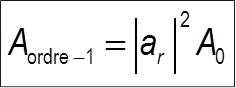 A_ordre−1 = |a_r|² A_0